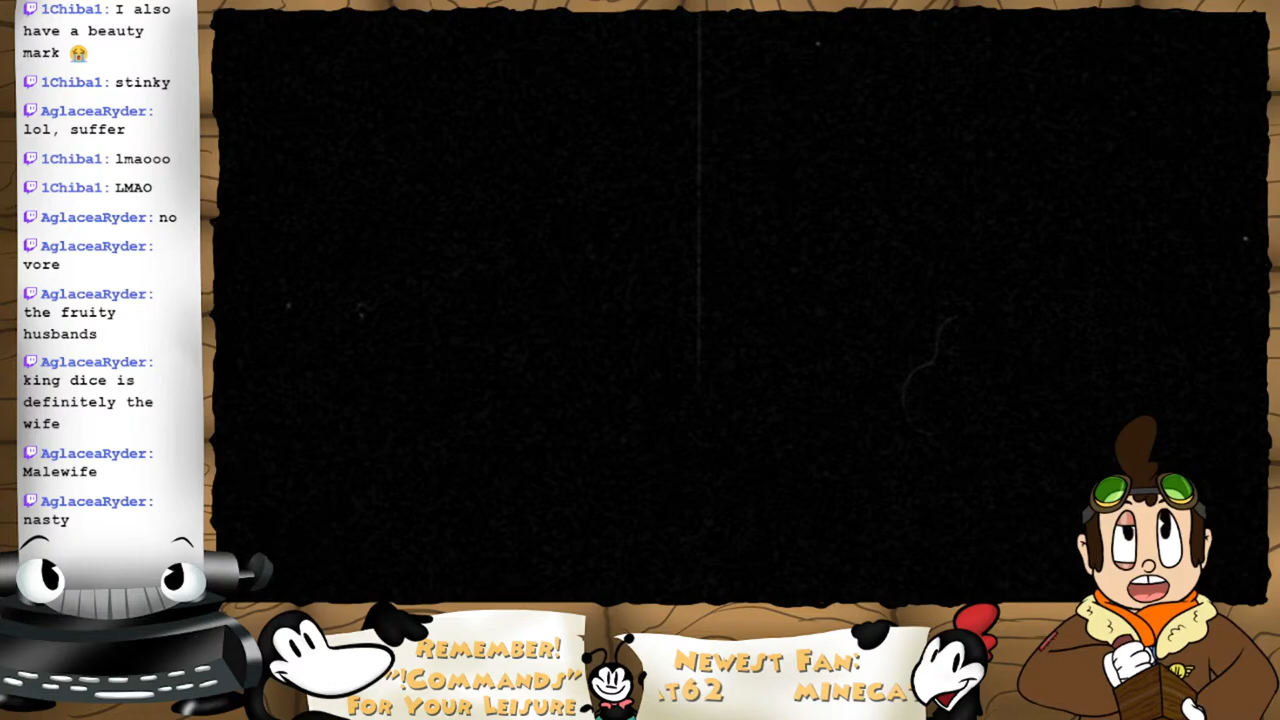 1Chiba1: I also
have a beauty
mark 😭
1Chiba1: stinky
AglaceaRyder:
lol, suffer
1Chiba1: lmaooo
1Chiba1: LMAO
AglaceaRyder: no
AglaceaRyder:
vore
AglaceaRyder:
the fruity
husbands
AglaceaRyder:
king dice is
definitely the
wife
AglaceaRyder:
Malewife
AglaceaRyder:
nasty
Remember!
"!Commands"
For Your Leisure
Newest Fan:
.t62 mineca